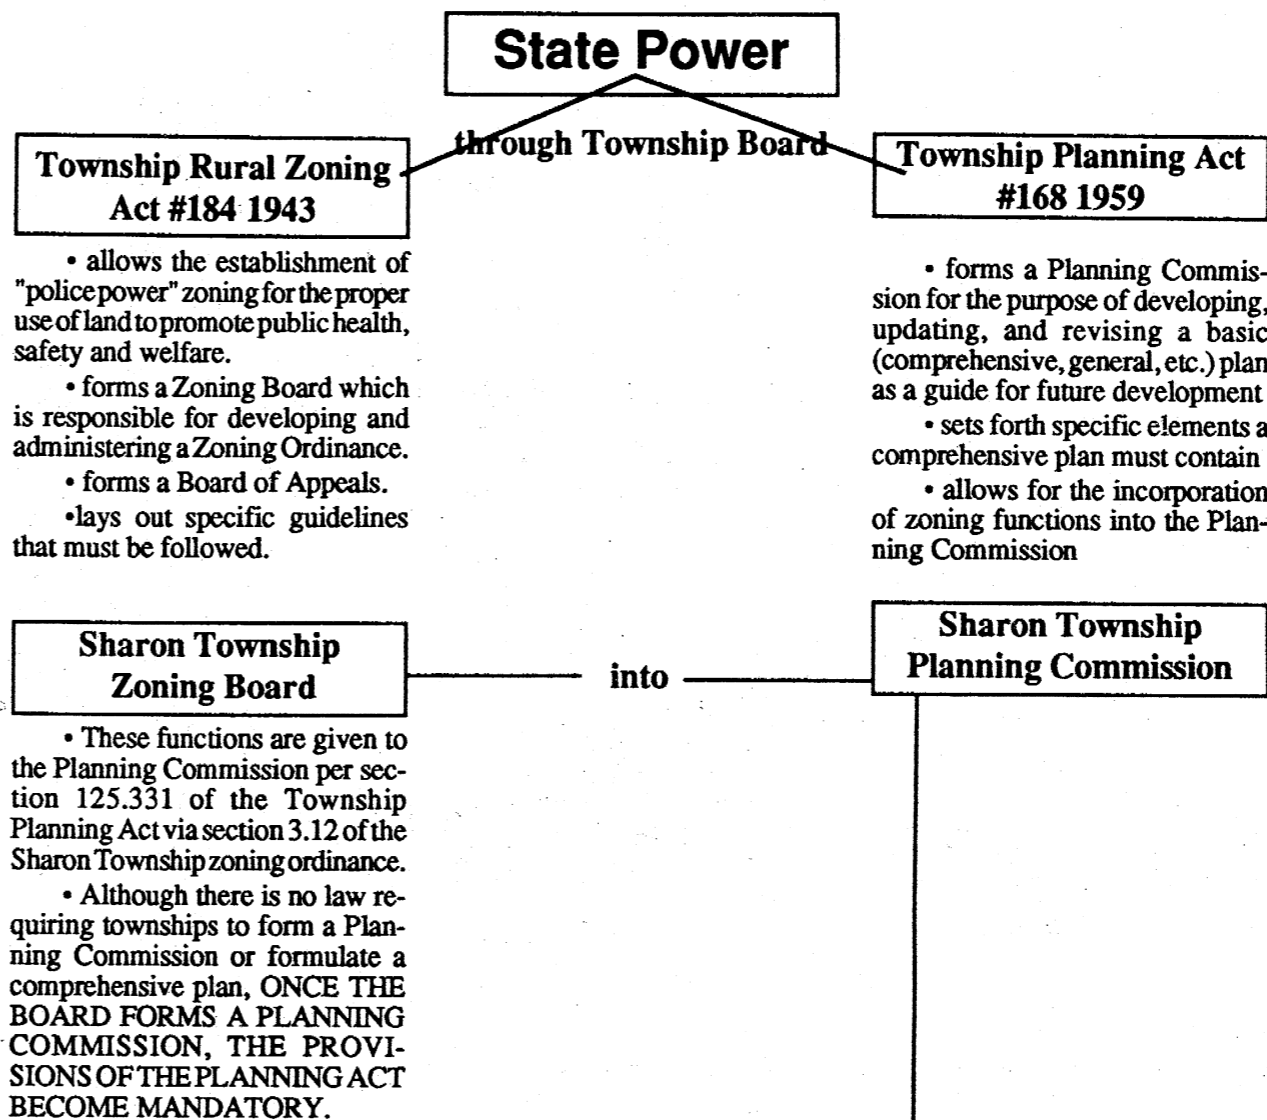 State Power
through Township Board
Township Rural Zoning
Act #184 1943
• allows the establishment of
"police power" zoning for the proper
use of land to promote public health,
safety and welfare.
• forms a Zoning Board which
is responsible for developing and
administering a Zoning Ordinance.
• forms a Board of Appeals.
•lays out specific guidelines
that must be followed.
Township Planning Act
#168 1959
• forms a Planning Commis-
sion for the purpose of developing,
updating, and revising a basic
(comprehensive, general, etc.) plan
as a guide for future development
• sets forth specific elements a
comprehensive plan must contain
• allows for the incorporation
of zoning functions into the Plan-
ning Commission
Sharon Township
Zoning Board
into
Sharon Township
Planning Commission
• These functions are given to
the Planning Commission per sec-
tion 125.331 of the Township
Planning Act via section 3.12 of the
Sharon Township zoning ordinance.
• Although there is no law re-
quiring townships to form a Plan-
ning Commission or formulate a
comprehensive plan, ONCE THE
BOARD FORMS A PLANNING
COMMISSION, THE PROVI-
SIONS OF THE PLANNING ACT
BECOME MANDATORY.